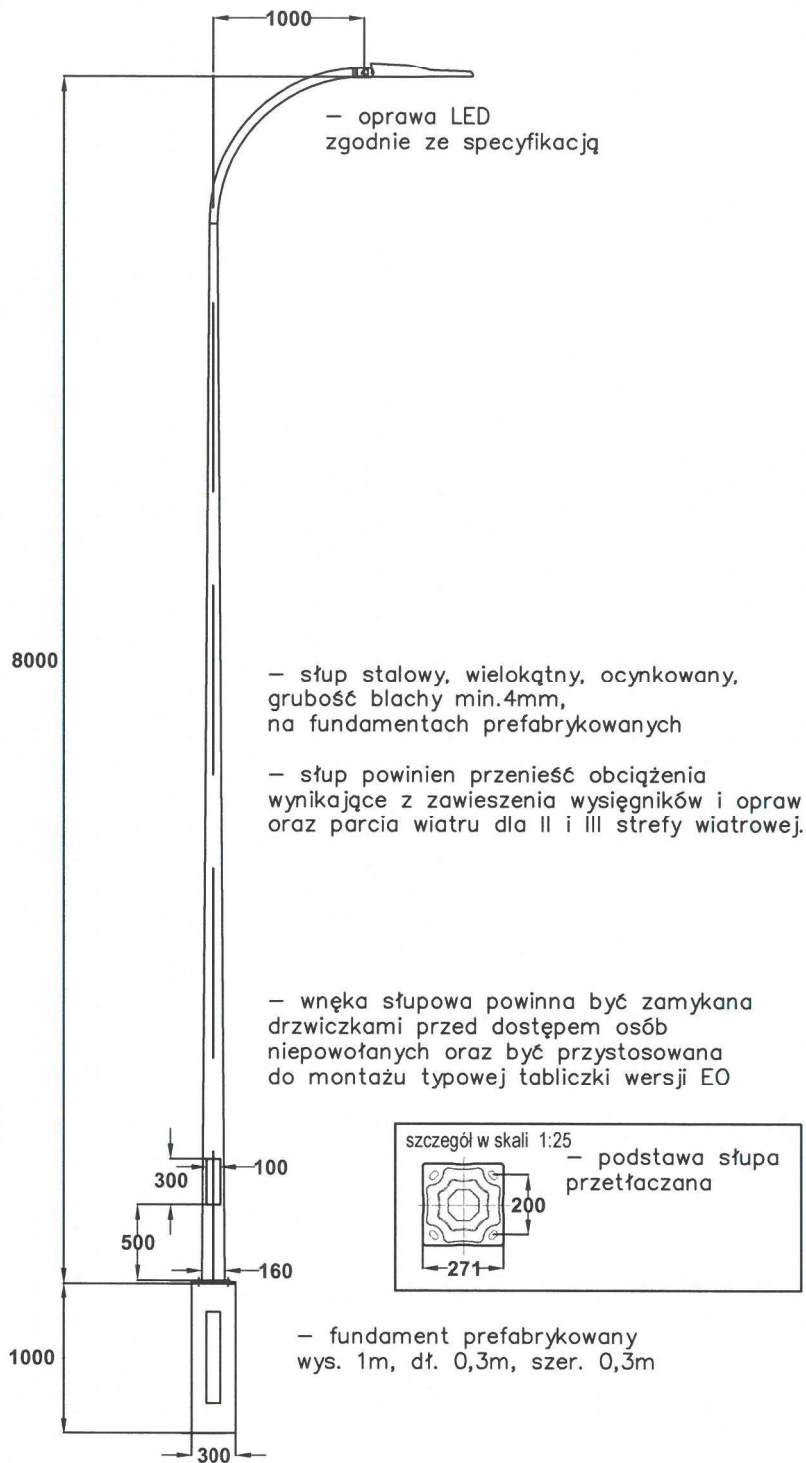 1000
– oprawa LED
zgodnie ze specyfikacją
8000
– słup stalowy, wielokątny, ocynkowany,
grubość blachy min.4mm,
na fundamentach prefabrykowanych
– słup powinien przenieść obciążenia
wynikające z zawieszenia wysięgników i opraw
oraz parcia wiatru dla II i III strefy wiatrowej.
– wnęka słupowa powinna być zamykana
drzwiczkami przed dostępem osób
niepowołanych oraz być przystosowana
do montażu typowej tabliczki wersji EO
szczegół w skali 1:25
– podstawa słupa
przetłaczana
200
271
300
100
500
160
1000
– fundament prefabrykowany
wys. 1m, dł. 0,3m, szer. 0,3m
300